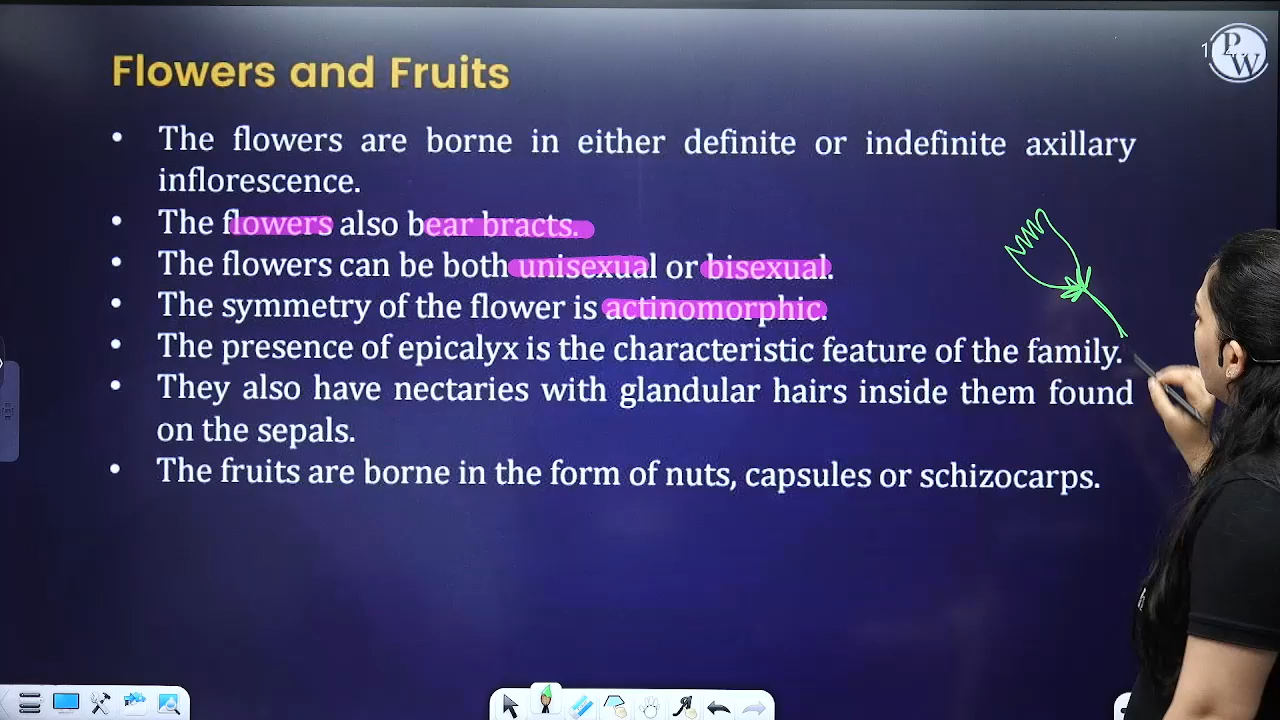 1
PW
Flowers and Fruits
• The flowers are borne in either definite or indefinite axillary
inflorescence.
• The flowers also bear bracts.
• The flowers can be both unisexual or bisexual.
• The symmetry of the flower is actinomorphic.
• The presence of epicalyx is the characteristic feature of the family.
• They also have nectaries with glandular hairs inside them found
on the sepals.
• The fruits are borne in the form of nuts, capsules or schizocarps.